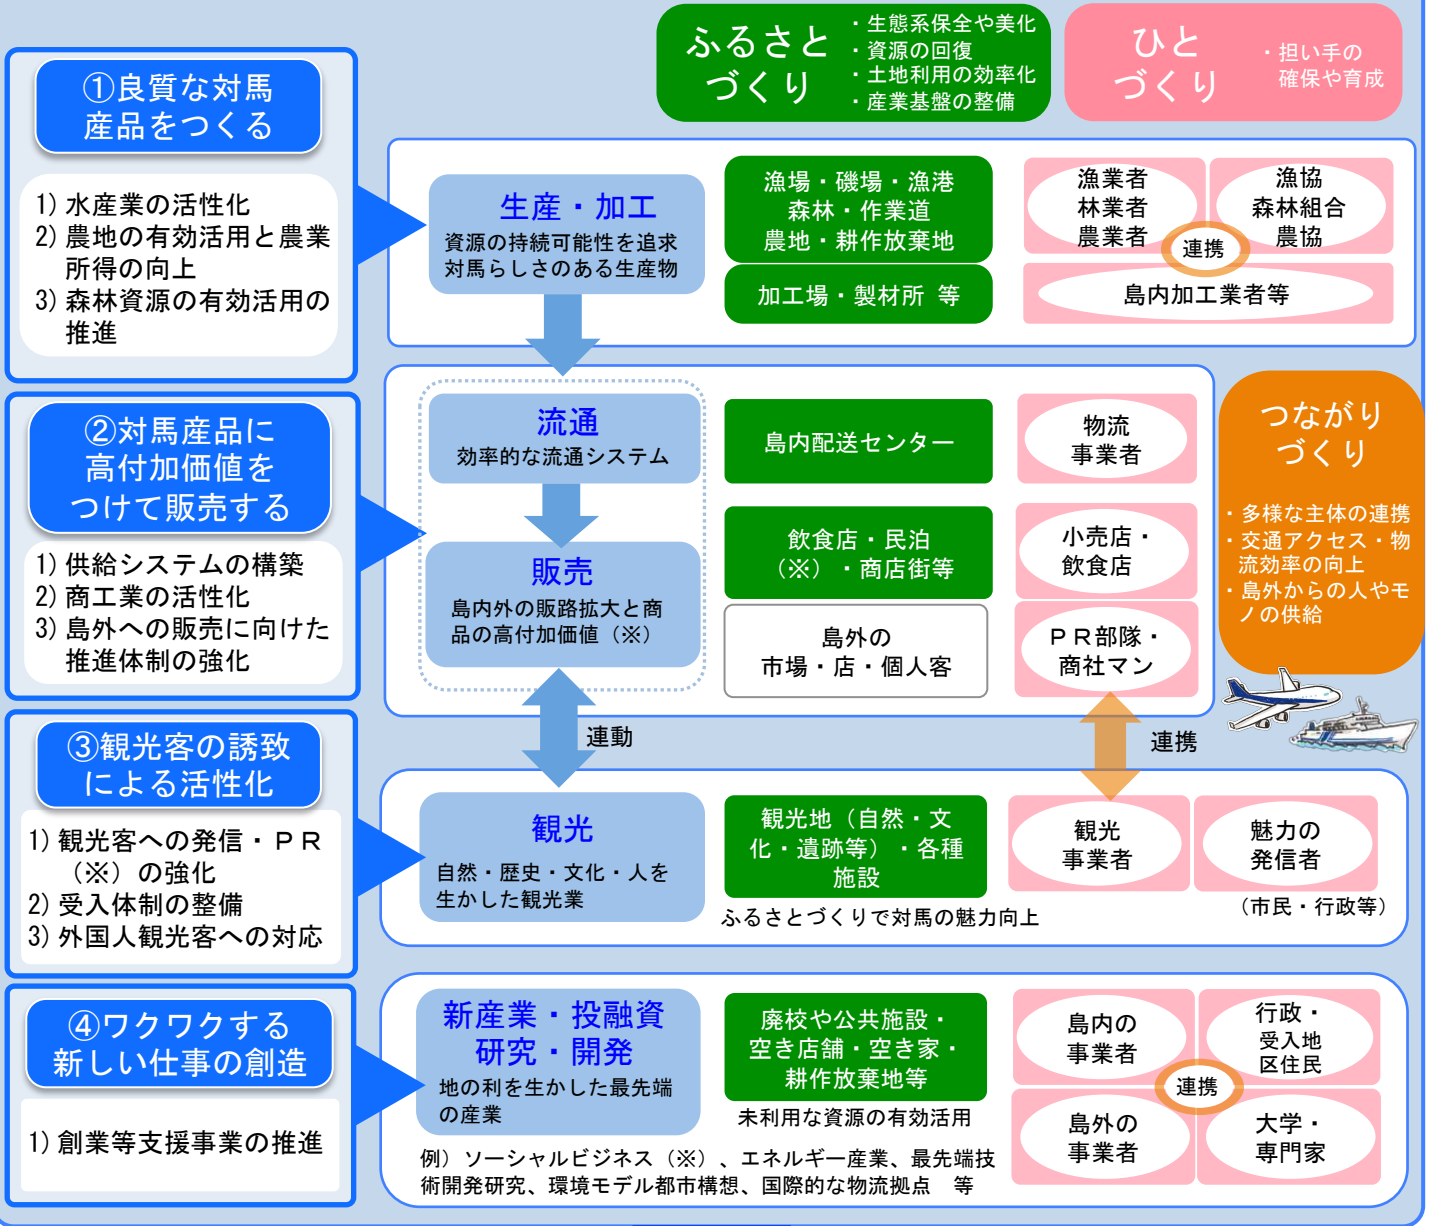 ふるさと
づくり
・生態系保全や美化
・資源の回復
・土地利用の効率化
・産業基盤の整備
ひと
づくり
・担い手の
確保や育成
①良質な対馬
産品をつくる
1) 水産業の活性化
2) 農地の有効活用と農業
所得の向上
3) 森林資源の有効活用の
推進
生産・加工
資源の持続可能性を追求
対馬らしさのある生産物
漁場・磯場・漁港
森林・作業道
農地・耕作放棄地
加工場・製材所 等
漁業者
林業者
農業者
漁協
森林組合
農協
連携
島内加工業者等
②対馬産品に
高付加価値を
つけて販売する
1) 供給システムの構築
2) 商工業の活性化
3) 島外への販売に向けた
推進体制の強化
流通
効率的な流通システム
販売
島内外の販路拡大と商
品の高付加価値（※）
島内配送センター
飲食店・民泊
（※）・商店街等
島外の
市場・店・個人客
物流
事業者
小売店・
飲食店
ＰＲ部隊・
商社マン
つながり
づくり
・多様な主体の連携
・交通アクセス・物
流効率の向上
・島外からの人やモ
ノの供給
連動
連携
③観光客の誘致
による活性化
1) 観光客への発信・ＰＲ
（※）の強化
2) 受入体制の整備
3) 外国人観光客への対応
観光
自然・歴史・文化・人を
生かした観光業
観光地（自然・文
化・遺跡等）・各種
施設
ふるさとづくりで対馬の魅力向上
観光
事業者
魅力の
発信者
（市民・行政等）
④ワクワクする
新しい仕事の創造
1) 創業等支援事業の推進
新産業・投融資
研究・開発
地の利を生かした最先端
の産業
廃校や公共施設・
空き店舗・空き家・
耕作放棄地等
未利用な資源の有効活用
例）ソーシャルビジネス（※）、エネルギー産業、最先端技
術開発研究、環境モデル都市構想、国際的な物流拠点 等
島内の
事業者
行政・
受入地
区住民
連携
島外の
事業者
大学・
専門家